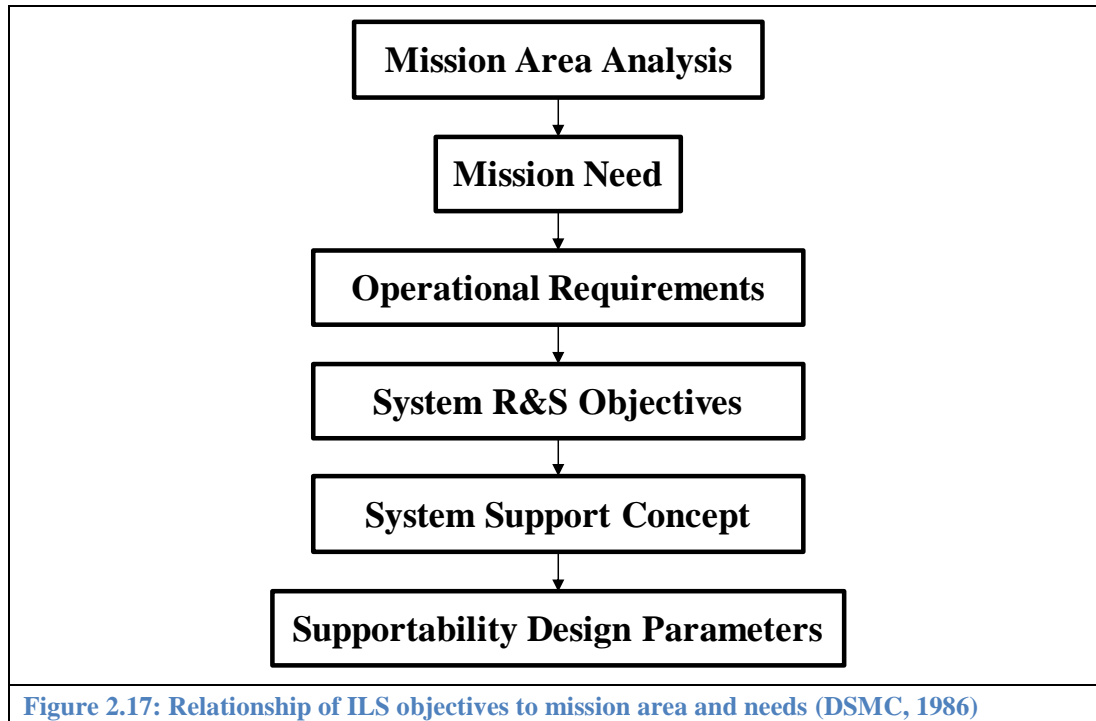 Mission Area Analysis
Mission Need
Operational Requirements
System R&S Objectives
System Support Concept
Supportability Design Parameters
Figure 2.17: Relationship of ILS objectives to mission area and needs (DSMC, 1986)